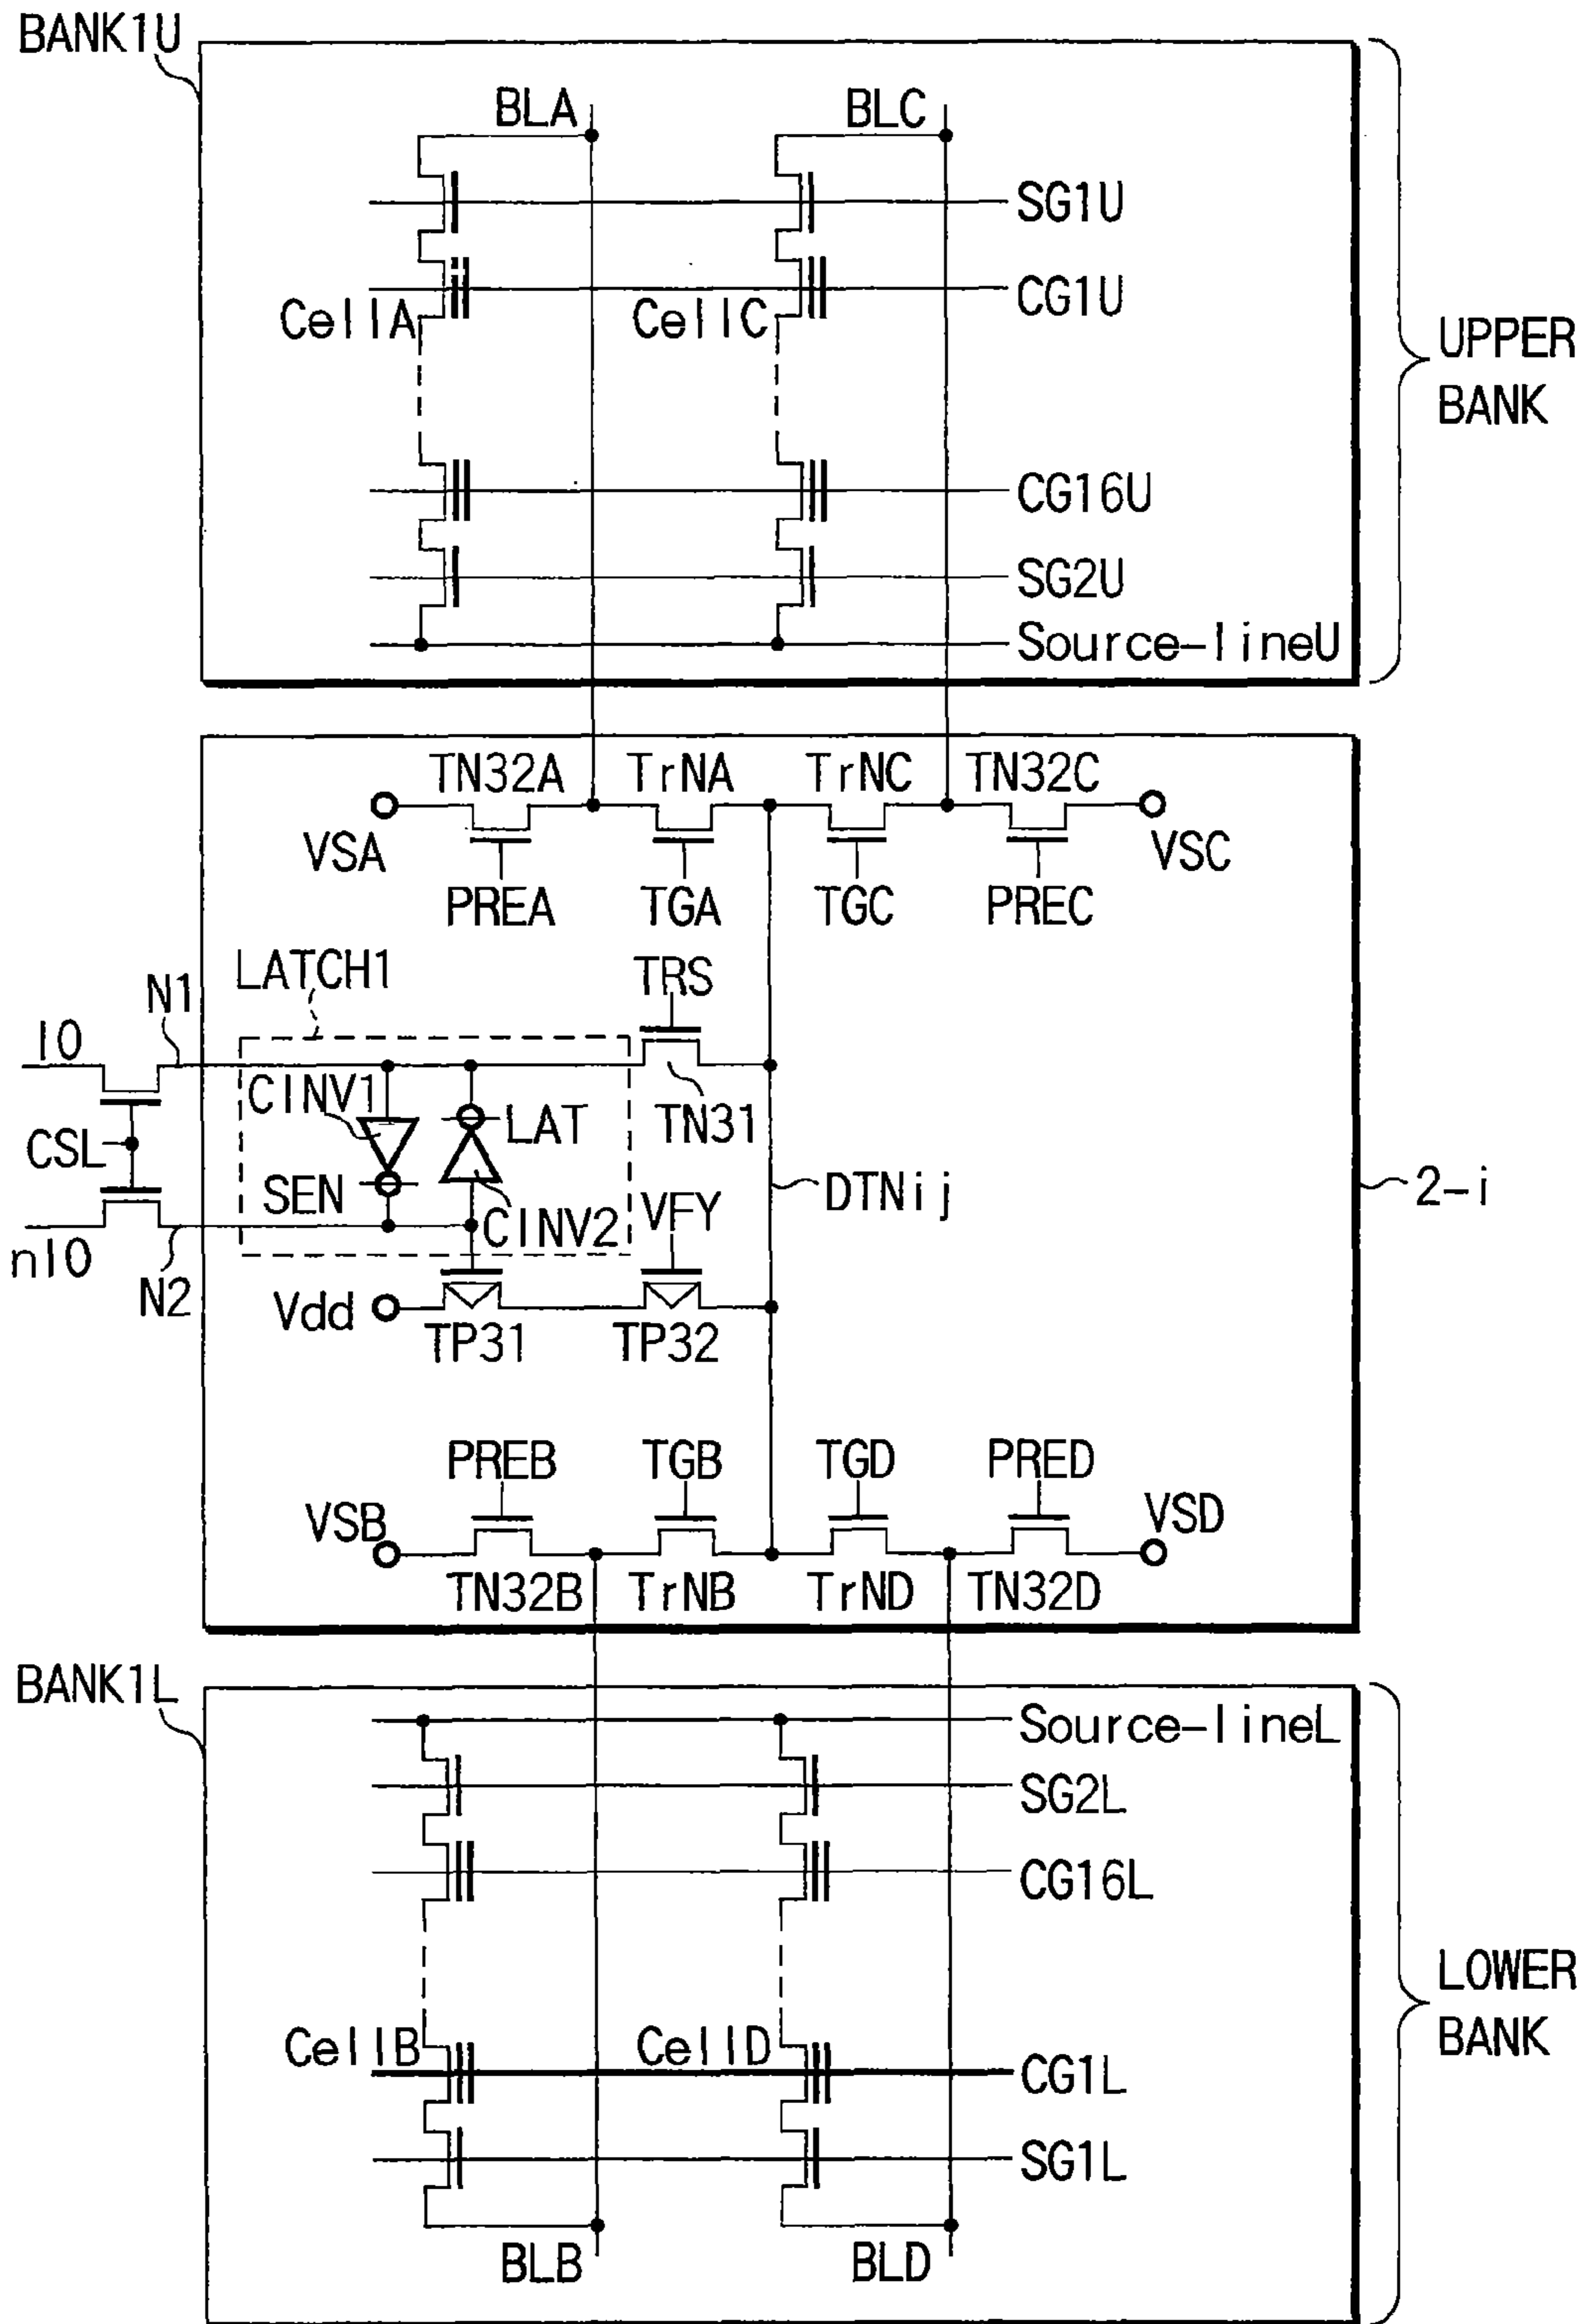 BANK1U
BLA
BLC
SG1U
CellA
CellC
CG1U
UPPER
BANK
CG16U
SG2U
Source-lineU
TN32A
TrNA
TrNC
TN32C
VSA
VSC
PREA
TGA
TGC
PREC
LATCH1
TRS
N1
IO
CINV1
LAT
TN31
CSL
SEN
CINV2
VFY
DTNij
2-i
nIO
N2
Vdd
TP31
TP32
PREB
TGB
TGD
PRED
VSB
VSD
TN32B
TrNB
TrND
TN32D
BANK1L
Source-lineL
SG2L
CG16L
LOWER
BANK
CellB
CellD
CG1L
SG1L
BLB
BLD